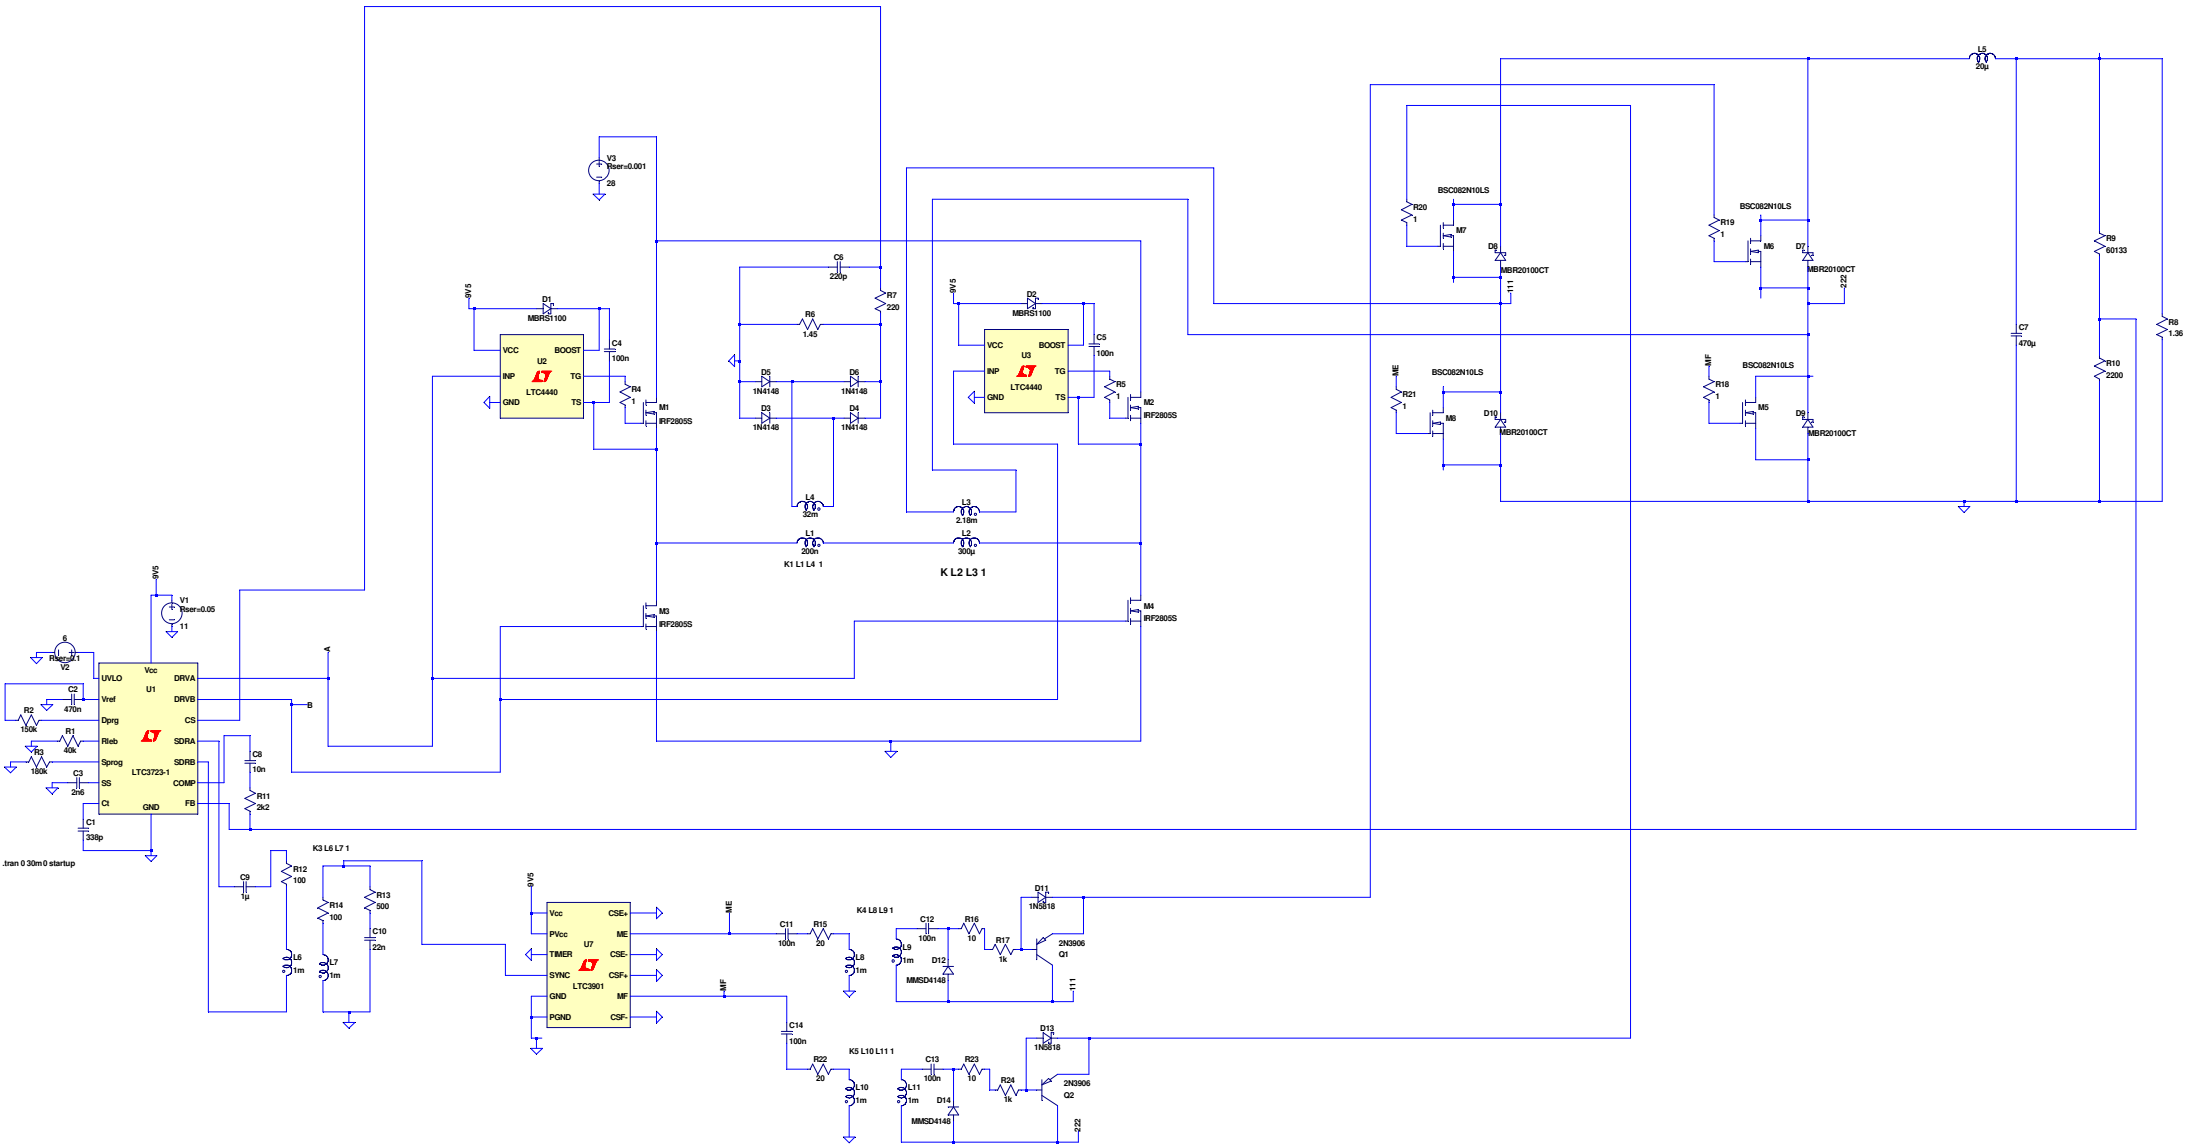 L5
20µ
V3
Rser=0.001
28
BSC082N10LS
R20
1
M7
D8
MBR20100CT
111
BSC082N10LS
R19
1
M6
D7
MBR20100CT
222
R9
60133
C6
220p
R7
220
R6
1.45
D5
1N4148
D6
1N4148
D3
1N4148
D4
1N4148
9V5
D1
MBRS1100
VCC
BOOST
U2
INP
TG
LTC4440
GND
TS
C4
100n
R4
1
M1
IRF2805S
9V5
D2
MBRS1100
VCC
BOOST
U3
INP
TG
LTC4440
GND
TS
C5
100n
R5
1
M2
IRF2805S
C7
470µ
R8
1.36
R10
2200
ME
R21
1
BSC082N10LS
M8
D10
MBR20100CT
MF
R18
1
BSC082N10LS
M5
D9
MBR20100CT
L4
32m
L3
2.18m
L1
200n
L2
300µ
K1 L1 L4 1
K L2 L3 1
M3
IRF2805S
M4
IRF2805S
9V5
V1
Rser=0.05
11
6
Rser=0.1
V2
A
B
Vcc
UVLO
DRVA
U1
Vref
DRVB
Dprg
CS
Rleb
SDRA
Sprog
SDRB
LTC3723-1
SS
COMP
Ct
GND
FB
C2
470n
R2
150k
R1
40k
R3
180k
C3
2n6
C1
338p
C8
10n
R11
2k2
.tran 0 30m 0 startup
K3 L6 L7 1
C9
1µ
R12
100
R14
100
R13
500
C10
22n
L6
1m
L7
1m
9V5
Vcc
CSE+
PVcc
ME
U7
TIMER
CSE-
SYNC
CSF+
LTC3901
GND
MF
PGND
CSF-
ME
C11
100n
R15
20
K4 L8 L9 1
L8
1m
L9
1m
C12
100n
R16
10
R17
1k
D12
MMSD4148
D11
1N5818
2N3906
Q1
111
MF
C14
100n
R22
20
K5 L10 L11 1
L10
1m
L11
1m
C13
100n
R23
10
R24
1k
D14
MMSD4148
D13
1N5818
2N3906
Q2
222